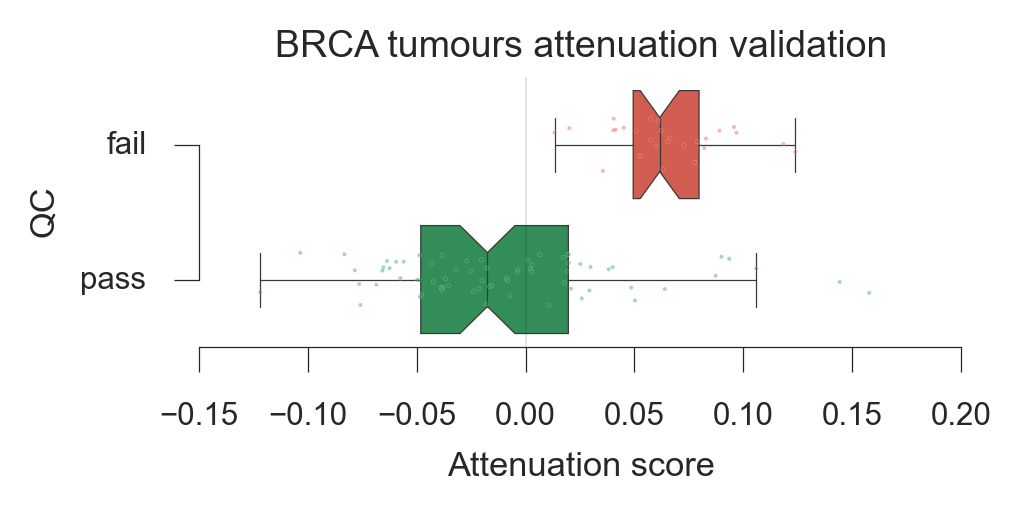 BRCA tumours attenuation validation
QC
fail
pass
−0.15 −0.10 −0.05 0.00 0.05 0.10 0.15 0.20
Attenuation score